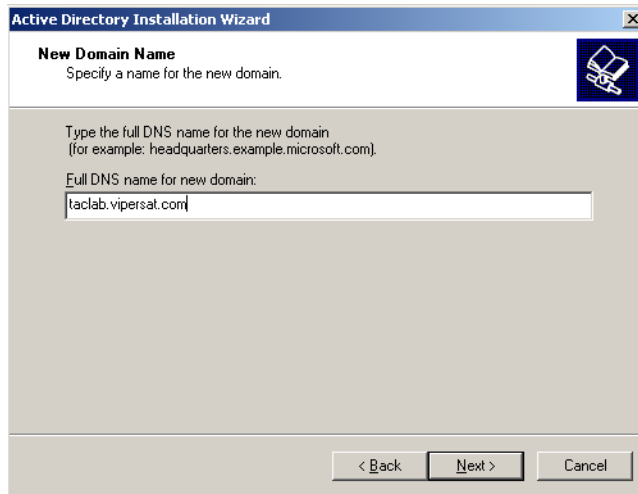 Active Directory Installation Wizard
New Domain Name
Specify a name for the new domain.
Type the full DNS name for the new domain
(for example: headquarters.example.microsoft.com).
Full DNS name for new domain:
taclab.vipersat.com
< Back Next > Cancel